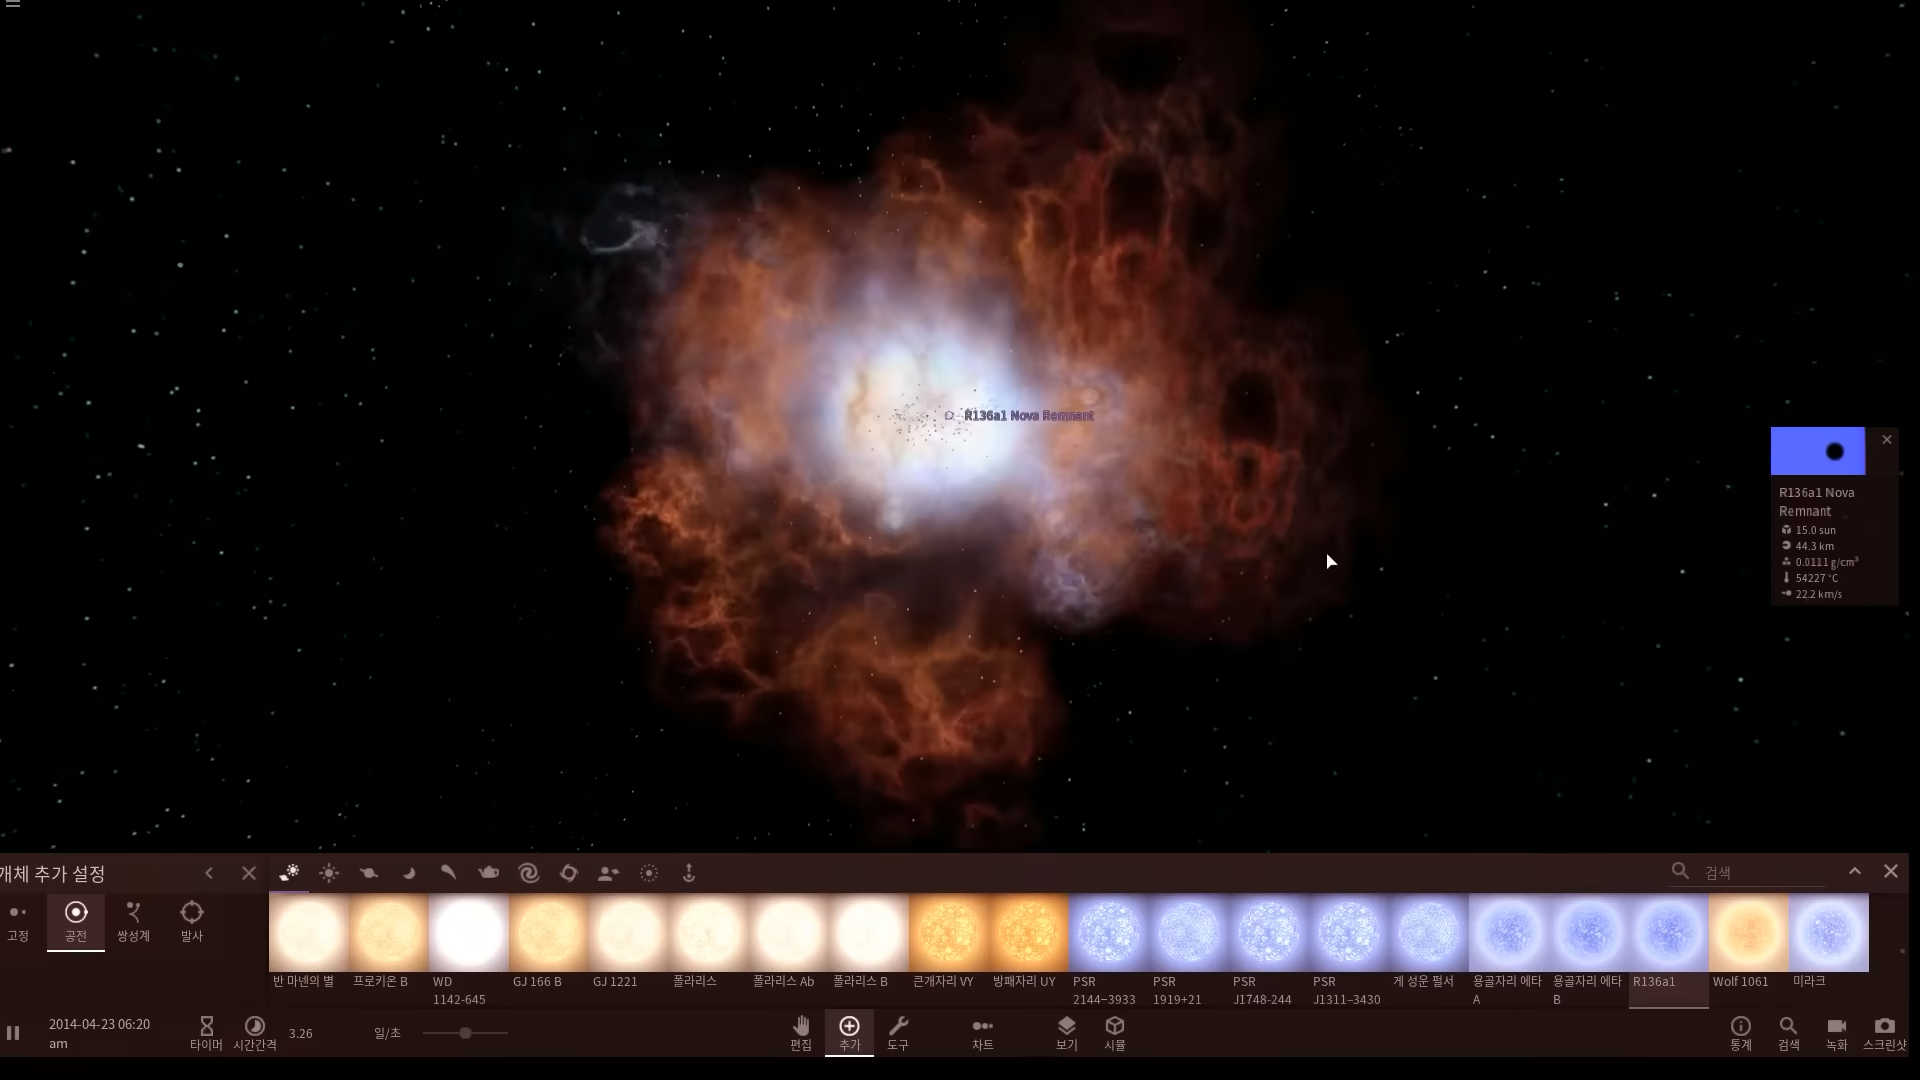 R136a1 Nova Remnant
R136a1 Nova
Remnant
15.0 sun
44.3 km
0.0111 g/cm³
54227 °C
22.2 km/s
개체 추가 설정
검색
고정
공전
쌍성계
발사
반 마넨의 별
프로키온 B
WD
1142-645
GJ 166 B
GJ 1221
폴라리스
폴라리스 Ab
폴라리스 B
큰개자리 VY
방패자리 UY
PSR
2144−3933
PSR
1919+21
PSR
J1748-244
PSR
J1311−3430
게 성운 펄서
용골자리 에타
A
용골자리 에타
B
R136a1
Wolf 1061
미라크
2014-04-23 06:20
am
타이머
시간간격
3.26
일/초
편집
추가
도구
차트
보기
시뮬
통계
검색
녹화
스크린샷